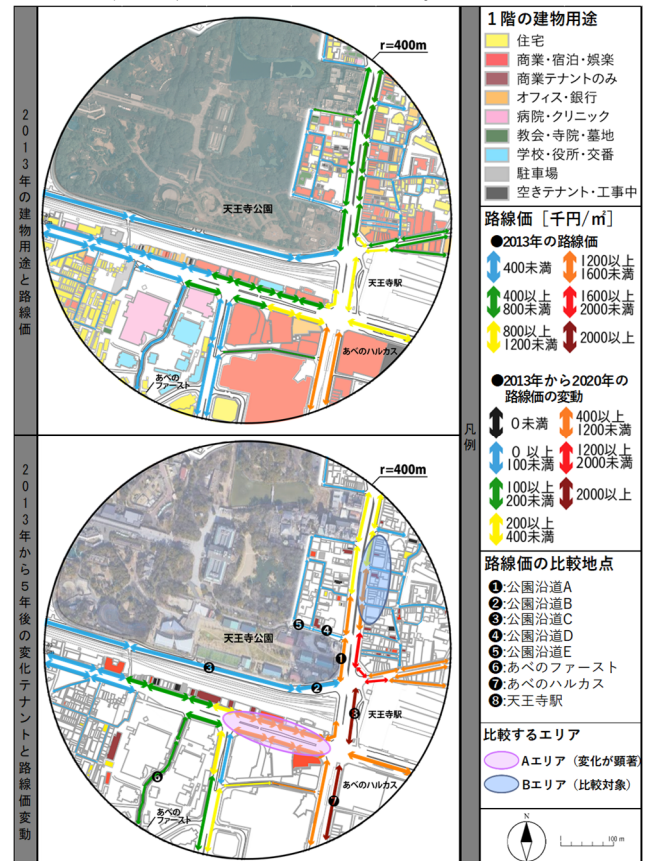 2013年の建物用途と路線価
r=400m
天王寺公園
天王寺駅
あべのハルカス
あべの
ファースト
2013年から5年後の変化テナントと路線価変動
r=400m
天王寺公園
❺
❹
❶
❸
❷
❸
天王寺駅
❻
あべのハルカス
❼
あべの
ファースト
凡例
1階の建物用途
住宅
商業・宿泊・娯楽
商業テナントのみ
オフィス・銀行
病院・クリニック
教会・寺院・墓地
学校・役所・交番
駐車場
空きテナント・工事中
路線価［千円/㎡］
●2013年の路線価
400未満
1200以上
1600未満
400以上
800未満
1600以上
2000未満
800以上
1200未満
2000以上
●2013年から2020年の
路線価の変動
0未満
400以上
1200未満
0 以上
100未満
1200以上
2000未満
100以上
200未満
2000以上
200以上
400未満
路線価の比較地点
❶:公園沿道A
❷:公園沿道B
❸:公園沿道C
❹:公園沿道D
❺:公園沿道E
❻:あべのファースト
❼:あべのハルカス
❽:天王寺駅
比較するエリア
Aエリア（変化が顕著）
Bエリア（比較対象）
N
100 m